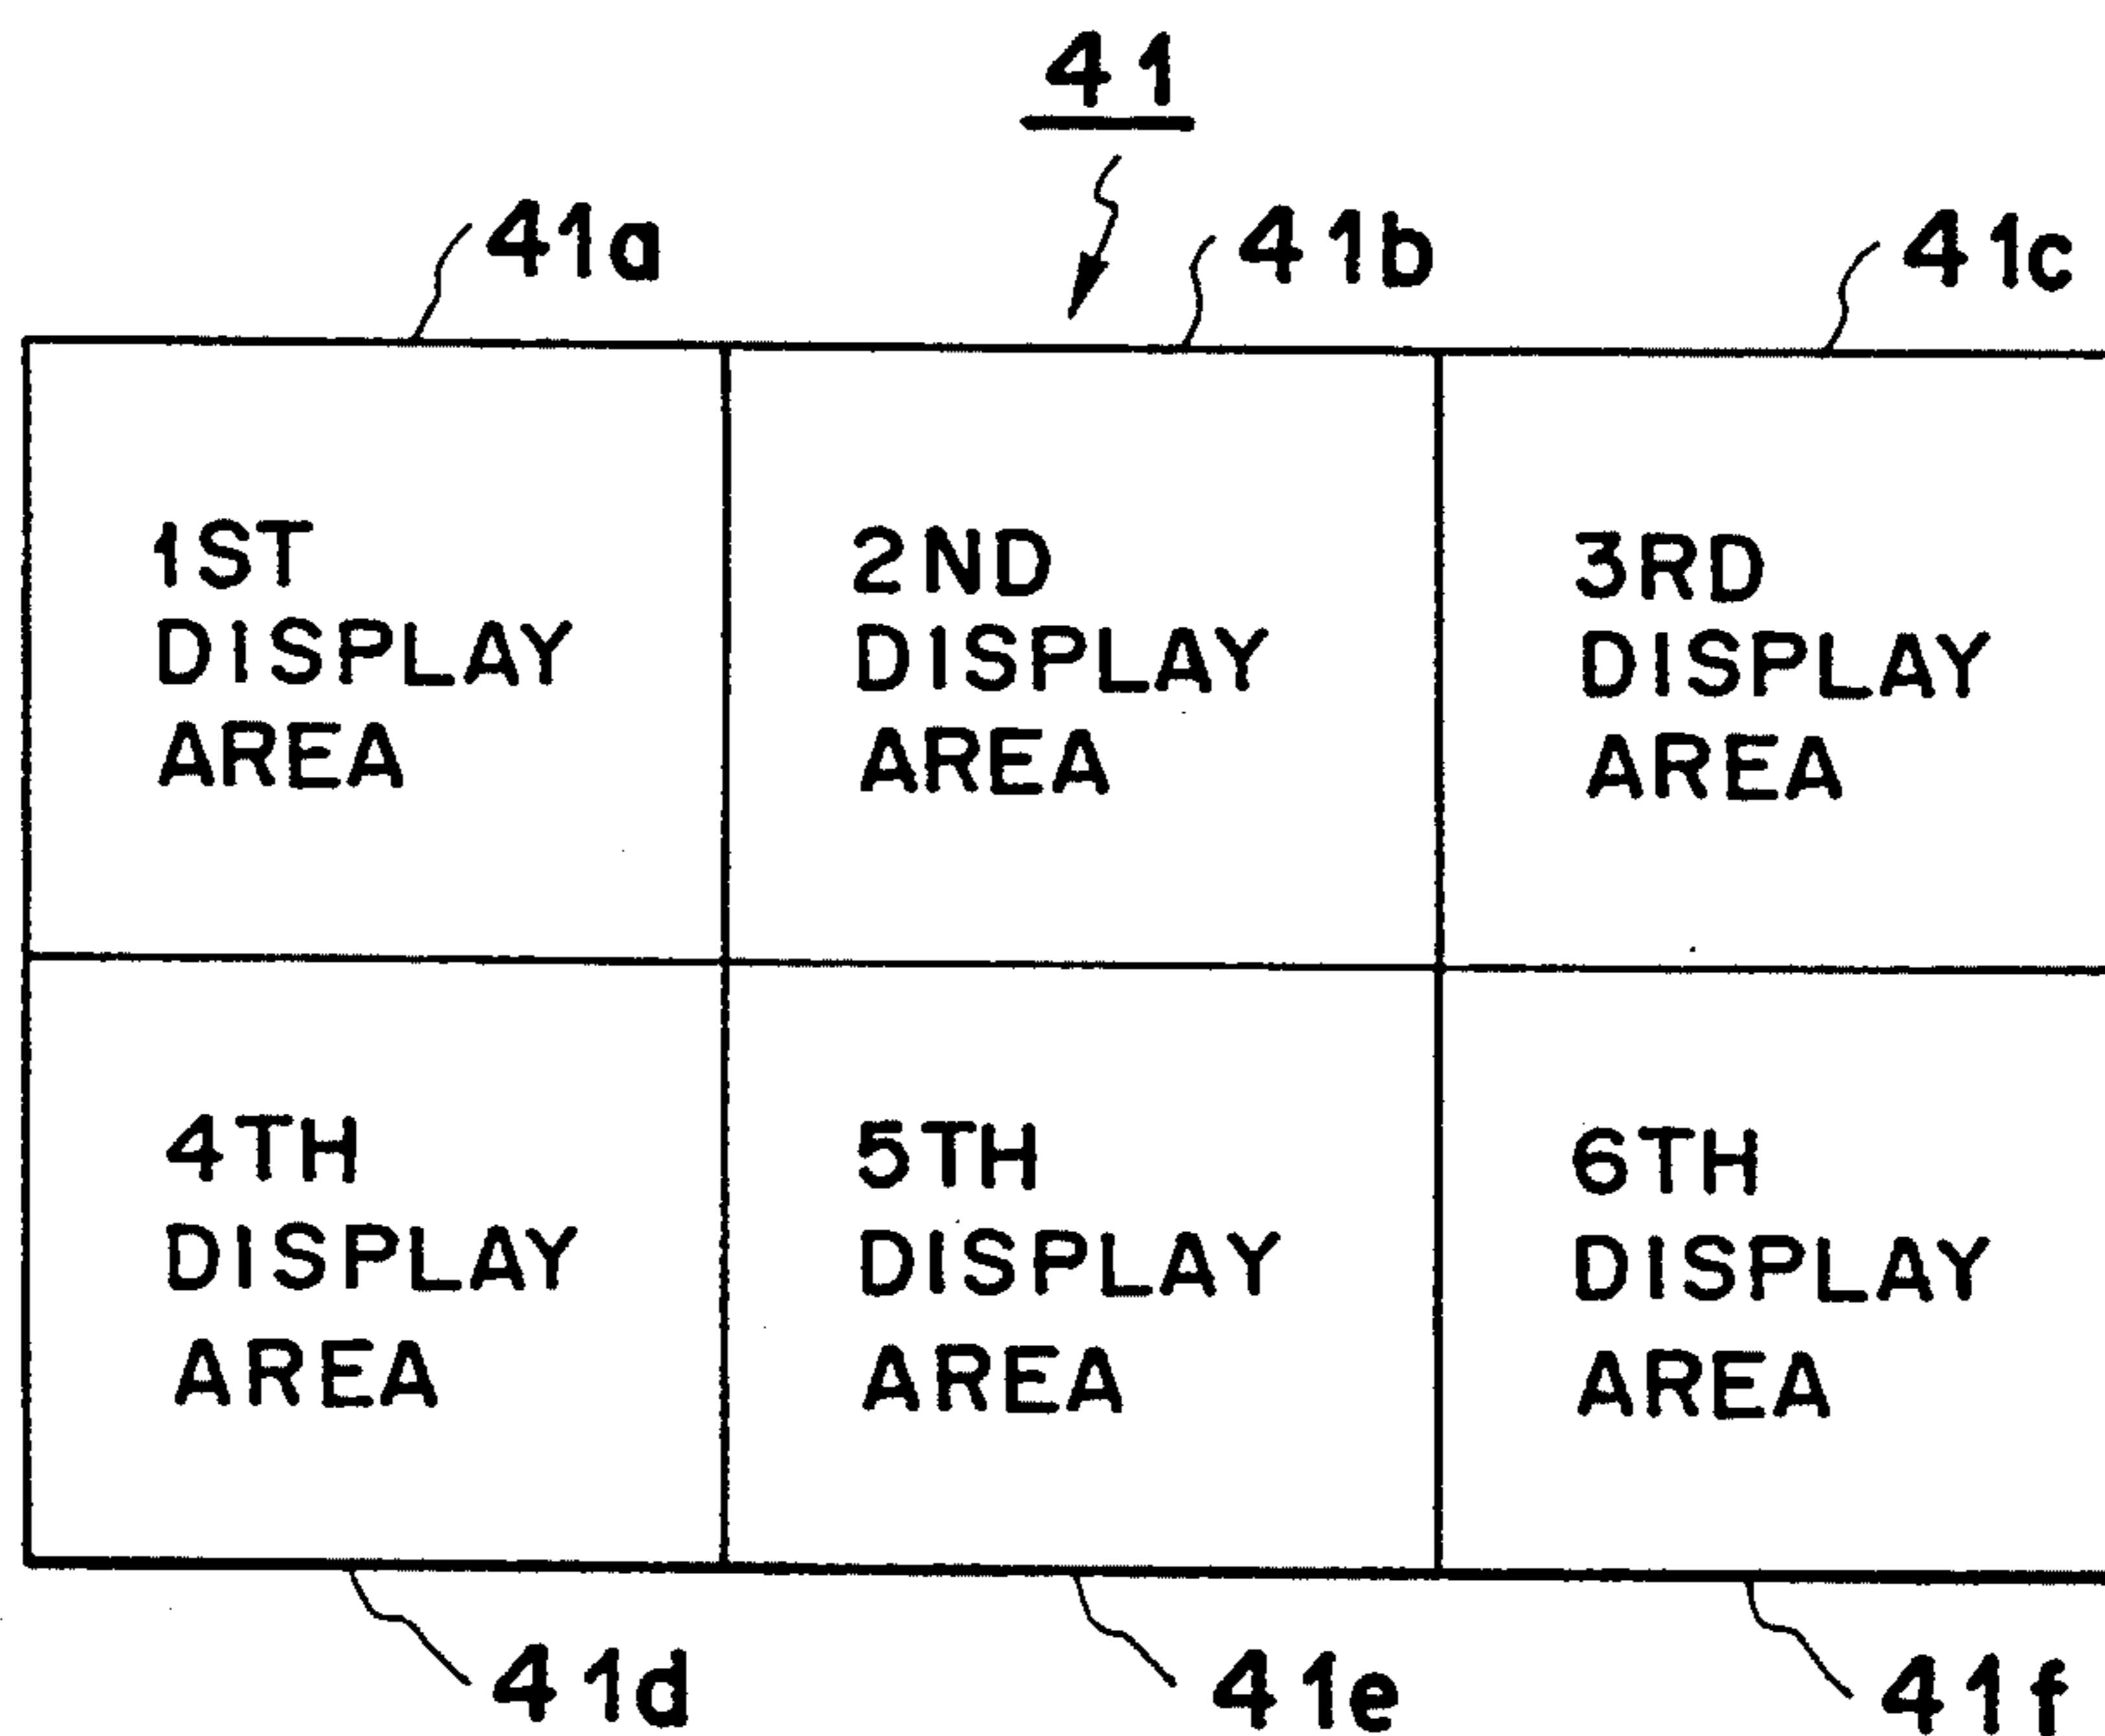 41
41a
41b
41c
1ST
DISPLAY
AREA
2ND
DISPLAY
AREA
3RD
DISPLAY
AREA
4TH
DISPLAY
AREA
5TH
DISPLAY
AREA
6TH
DISPLAY
AREA
41d
41e
41f